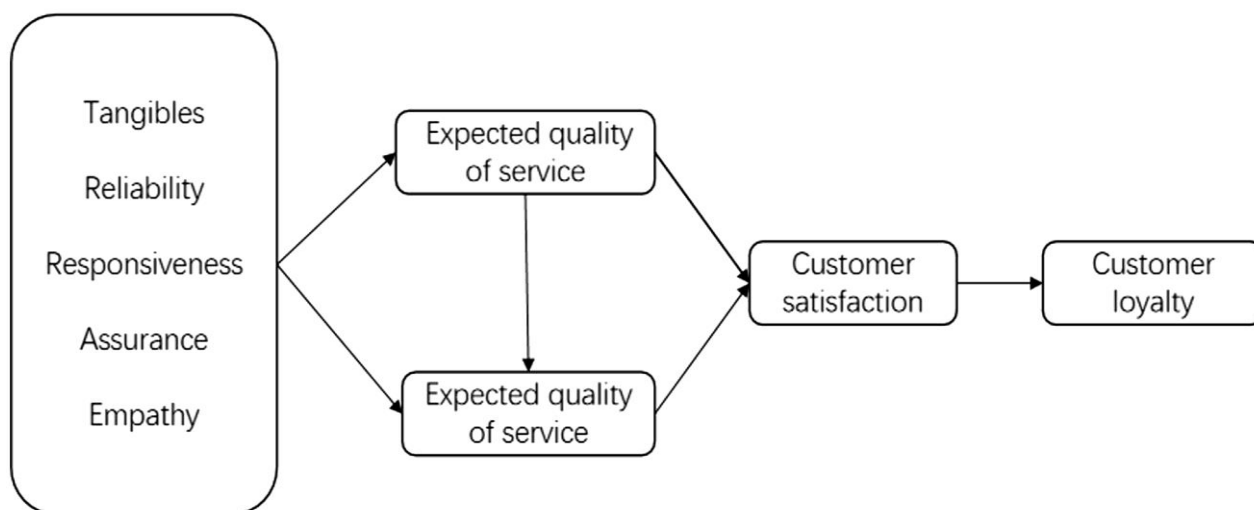 Tangibles
Reliability
Responsiveness
Assurance
Empathy
Expected quality
of service
Expected quality
of service
Customer
satisfaction
Customer
loyalty